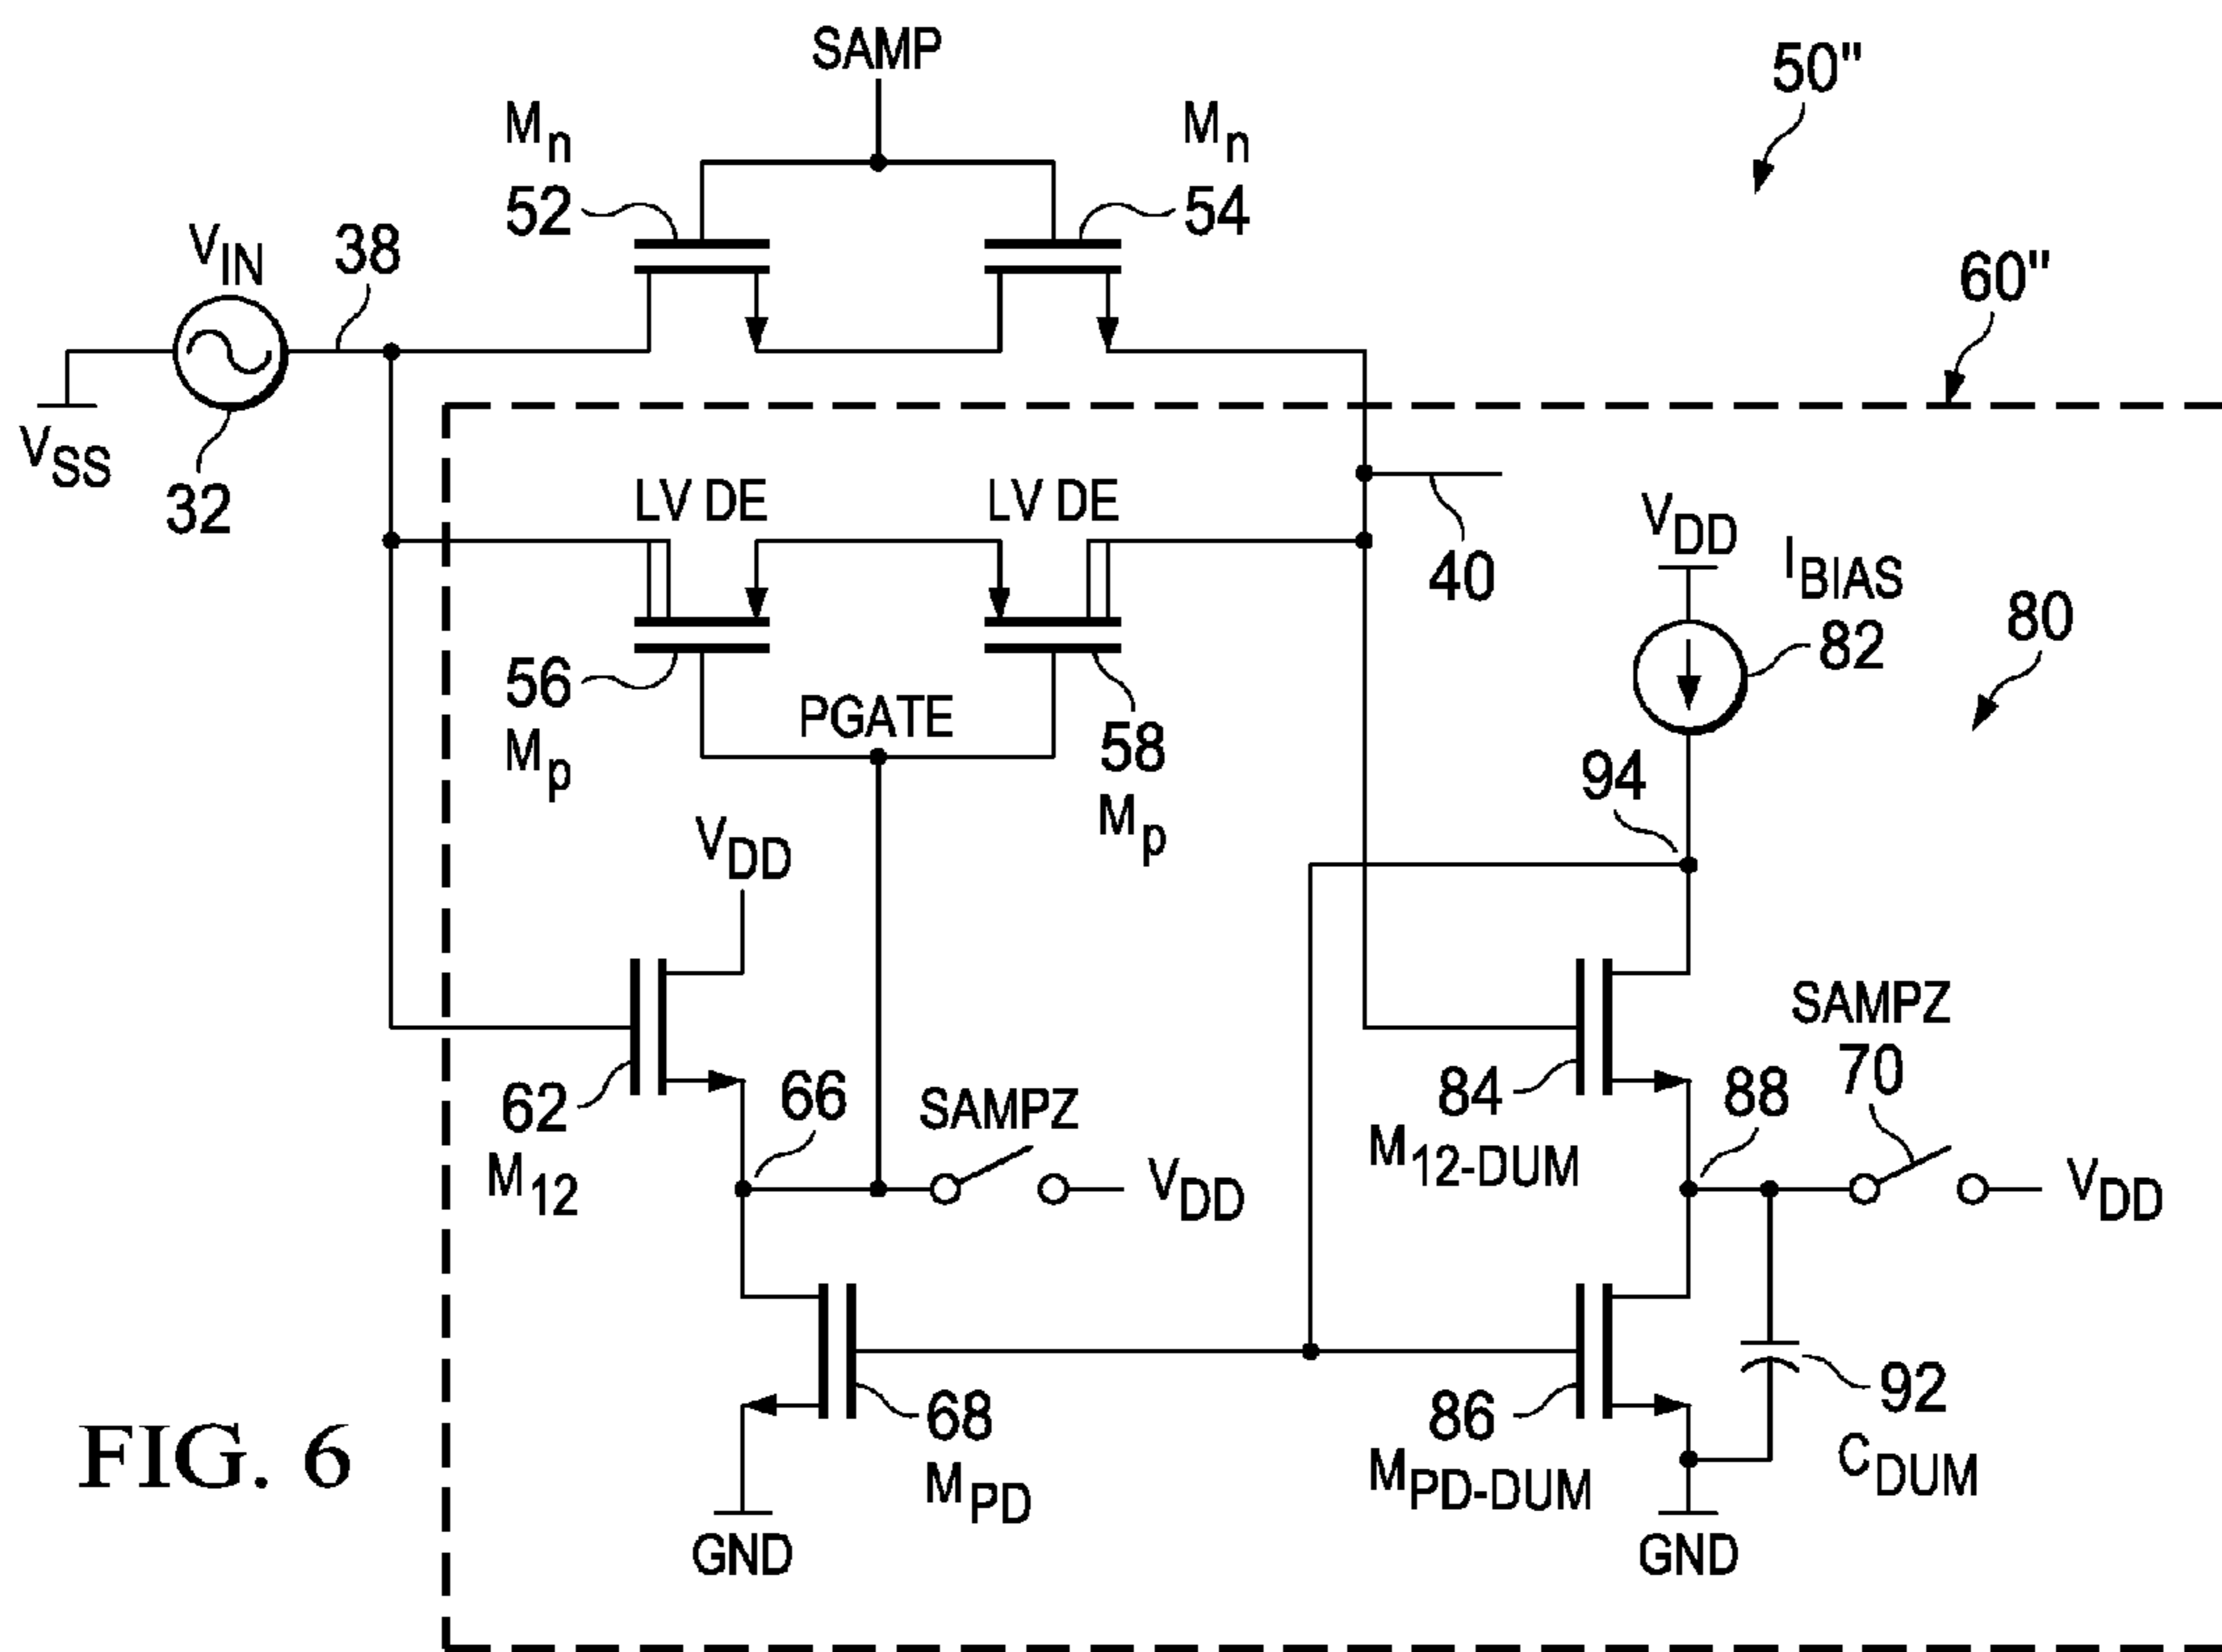 SAMP
50"
Mn
52
Mn
54
VIN
38
60"
VSS
32
LV DE
LV DE
40
VDD
IBIAS
82
80
56
Mp
PGATE
58
Mp
94
VDD
SAMPZ
70
62
M12
66
SAMPZ
VDD
84
M12-DUM
88
VDD
68
MPD
86
MPD-DUM
92
CDUM
GND
GND
FIG. 6